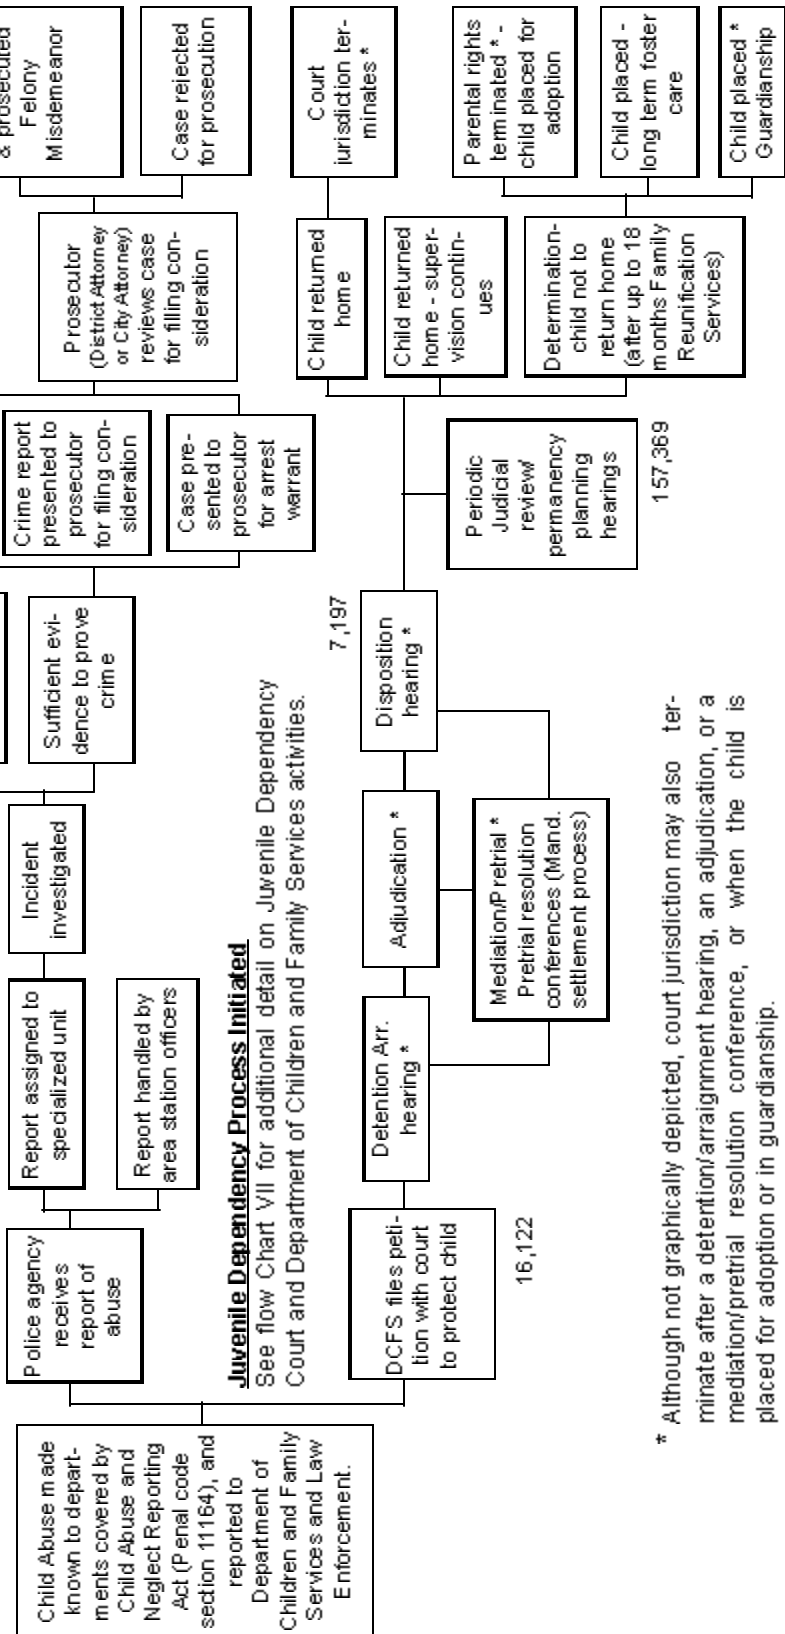 Child Abuse made
known to depart-
ments covered by
Child Abuse and
Neglect Reporting
Act (Penal code
section 11164), and
reported to
Department of
Children and Family
Services and Law
Enforcement.
Police agency
receives
report of
abuse
Report assigned to
specialized unit
Report handled by
area station officers
Incident
investigated
Sufficient evi-
dence to prove
crime
Crime report
presented to
prosecutor
for filing con-
sideration
Case pre-
sented to
prosecutor
for arrest
warrant
Prosecutor
(District Attorney
or City Attorney)
reviews case
for filing con-
sideration
& prosecuted
Felony
Misdemeanor
Case rejected
for prosecution
Juvenile Dependency Process Initiated
See flow Chart VII for additional detail on Juvenile Dependency
Court and Department of Children and Family Services activities.
DCFS files peti-
tion with court
to protect child
16,122
Detention Arr.
hearing *
Adjudication *
Mediation/Pretrial *
Pretrial resolution
conferences (Mand.
settlement process)
7,197
Disposition
hearing *
Periodic
Judicial
review/
permanency
planning
hearings
157,369
Child returned
home
Child returned
home - super-
vision contin-
ues
Determination-
child not to
return home
(after up to 18
months Family
Reunification
Services)
Court
jurisdiction ter-
minates *
Parental rights
terminated * -
child placed for
adoption
Child placed -
long term foster
care
Child placed *
Guardianship
* Although not graphically depicted, court jurisdiction may also ter-
minate after a detention/arraignment hearing, an adjudication, or a
mediation/pretrial resolution conference, or when the child is
placed for adoption or in guardianship.